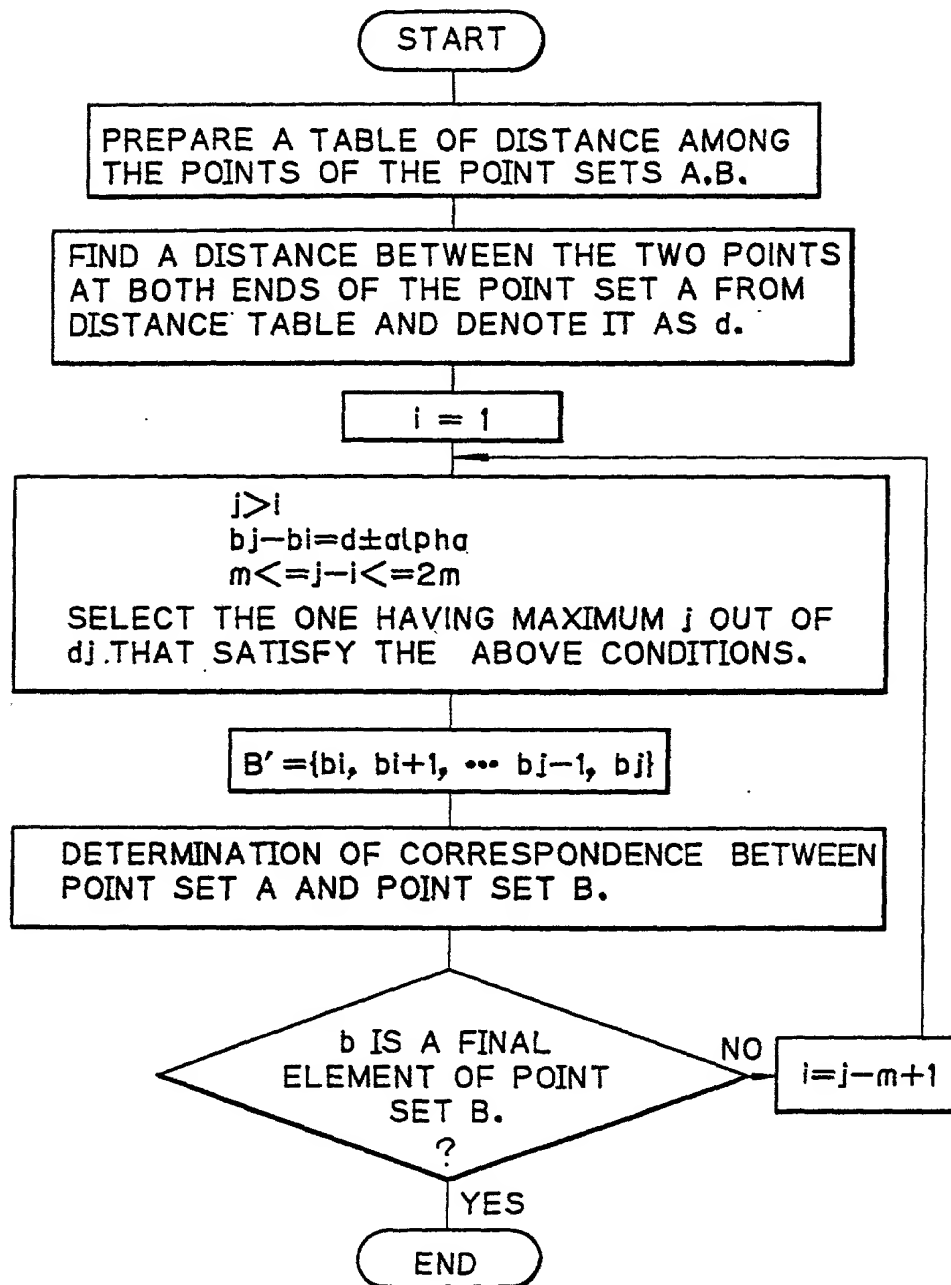 START
PREPARE A TABLE OF DISTANCE AMONG
THE POINTS OF THE POINT SETS A.B.
FIND A DISTANCE BETWEEN THE TWO POINTS
AT BOTH ENDS OF THE POINT SET A FROM
DISTANCE TABLE AND DENOTE IT AS d.
i = 1
j>i
bj-bi=d±alpha
m<=j-i<=2m
SELECT THE ONE HAVING MAXIMUM j OUT OF
dj.THAT SATISFY THE ABOVE CONDITIONS.
B'={bi, bi+1, ••• bj-1, bj}
DETERMINATION OF CORRESPONDENCE BETWEEN
POINT SET A AND POINT SET B.
b IS A FINAL
ELEMENT OF POINT
SET B.
?
NO
i=j-m+1
YES
END